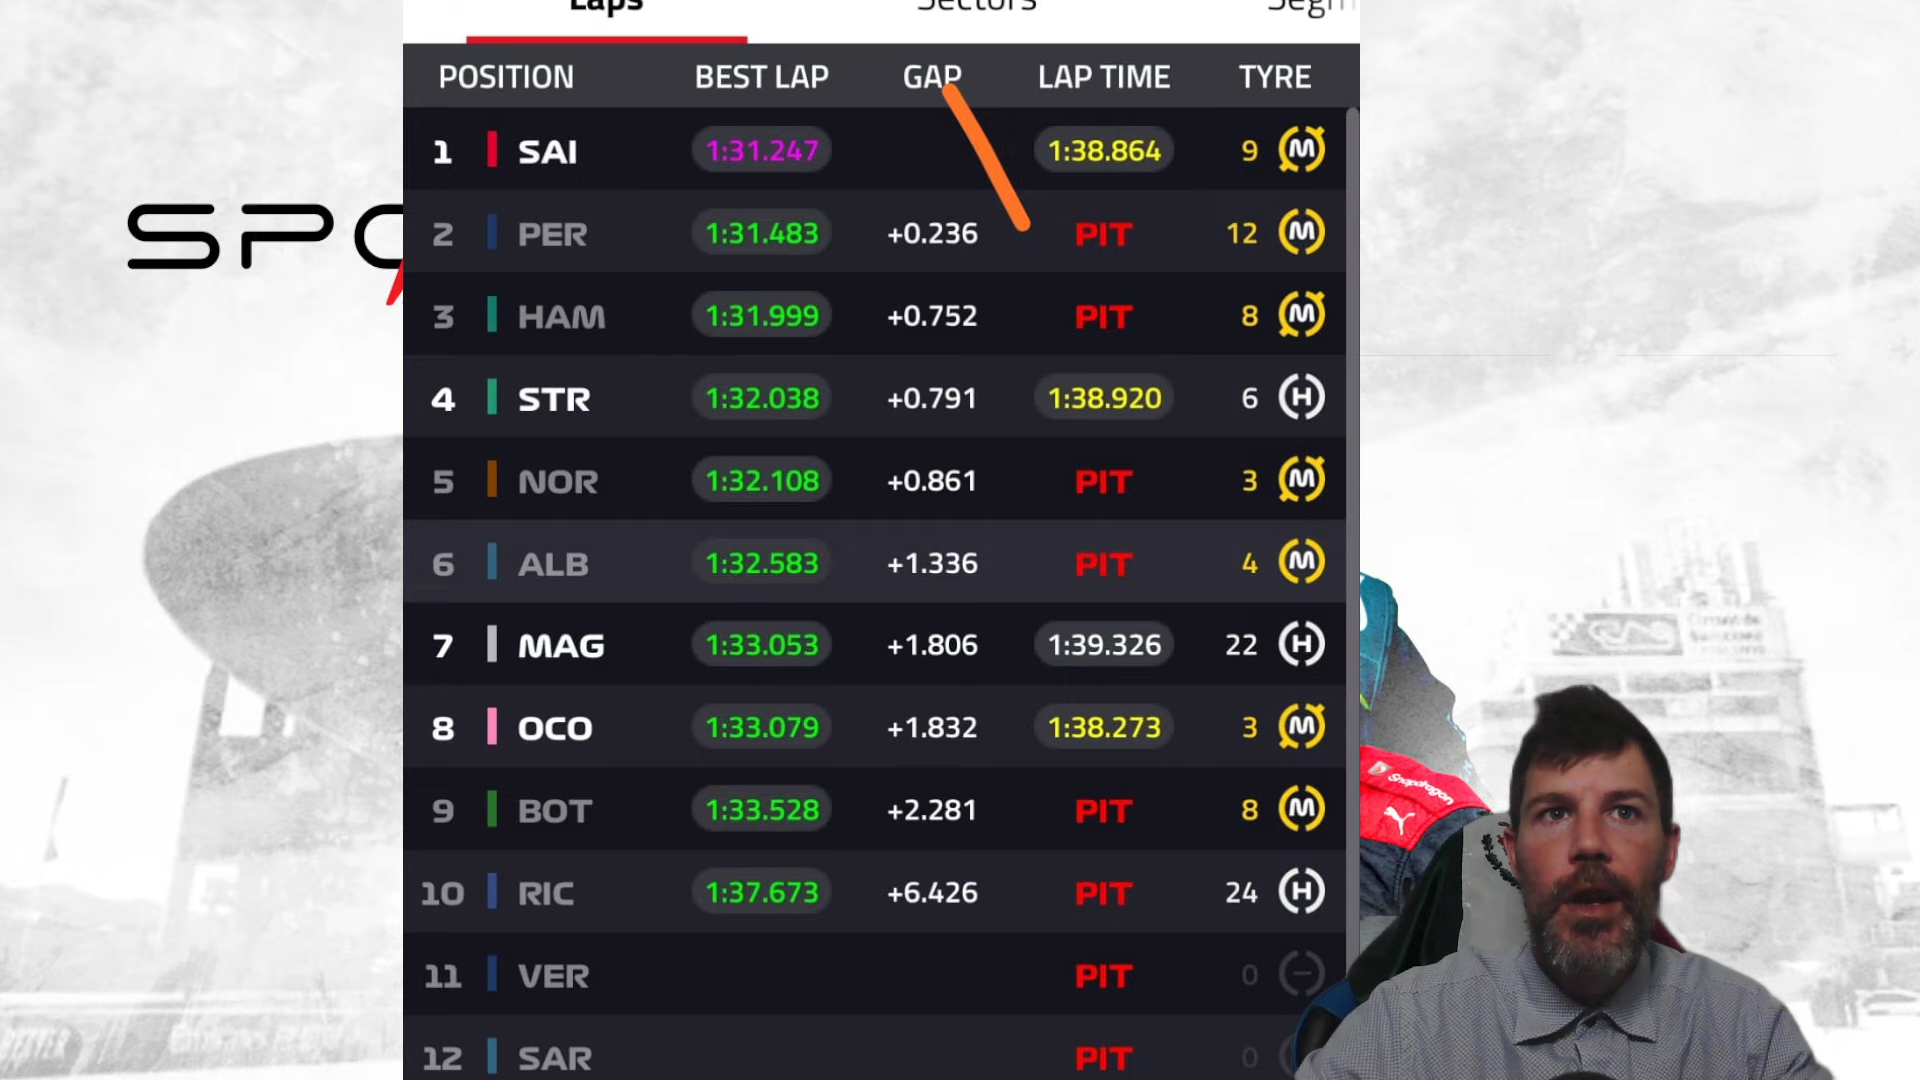 Laps Sectors
POSITION BEST LAP GAP LAP TIME TYRE
1 SAI 1:31.247 1:38.864 9 M
2 PER 1:31.483 +0.236 PIT 12 M
3 HAM 1:31.999 +0.752 PIT 8 M
4 STR 1:32.038 +0.791 1:38.920 6 H
5 NOR 1:32.108 +0.861 PIT 3 M
6 ALB 1:32.583 +1.336 PIT 4 M
7 MAG 1:33.053 +1.806 1:39.326 22 H
8 OCO 1:33.079 +1.832 1:38.273 3 M
9 BOT 1:33.528 +2.281 PIT 8 M
10 RIC 1:37.673 +6.426 PIT 24 H
11 VER PIT 0 –
12 SAR PIT 0
Snapdragon